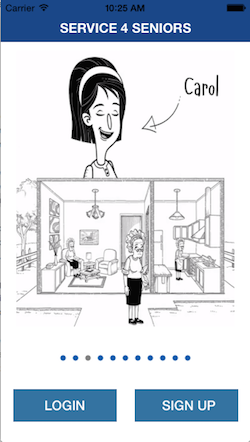 Carrier 10:25 AM
SERVICE 4 SENIORS
Carol
LOGIN SIGN UP